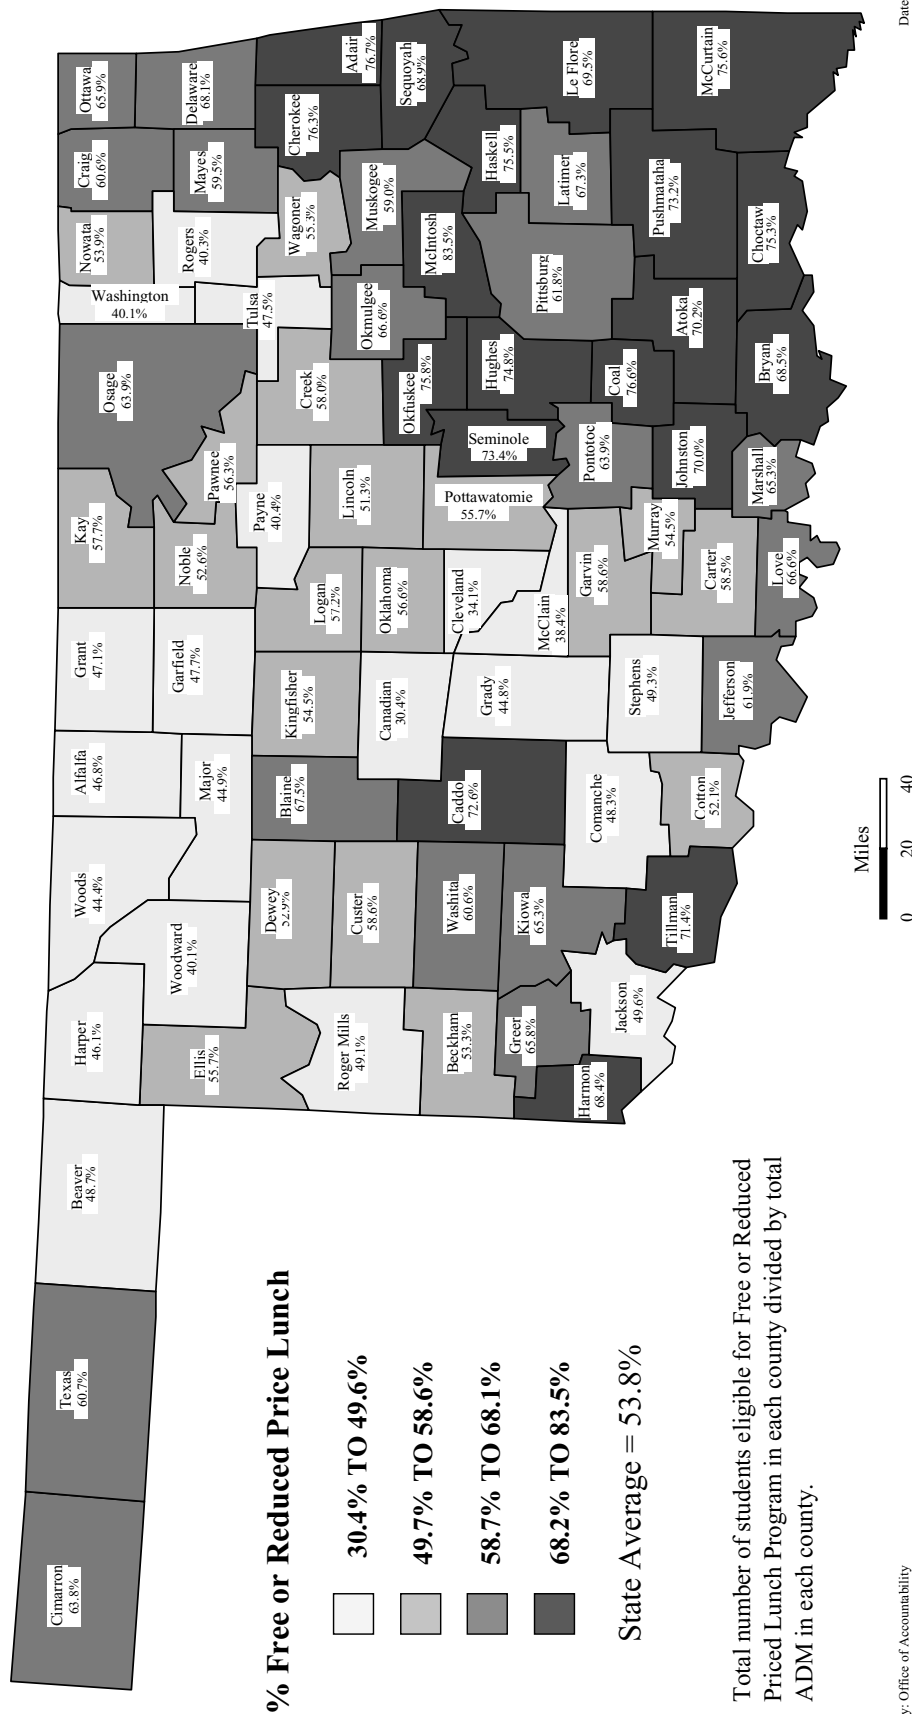 Cimarron
63.8%
Texas
60.7%
Beaver
48.7%
Harper
46.1%
Woods
44.4%
Alfalfa
46.8%
Grant
47.1%
Kay
57.7%
Osage
63.9%
Washington
40.1%
Nowata
53.9%
Craig
60.6%
Ottawa
65.9%
Ellis
55.7%
Woodward
40.1%
Major
44.9%
Garfield
47.7%
Noble
52.6%
Pawnee
56.3%
Tulsa
47.5%
Rogers
40.3%
Mayes
59.5%
Delaware
68.1%
Roger Mills
49.1%
Dewey
52.9%
Custer
58.6%
Blaine
67.5%
Kingfisher
54.5%
Logan
57.2%
Payne
40.4%
Lincoln
51.3%
Creek
58.0%
Wagoner
55.3%
Cherokee
76.3%
Adair
76.7%
Canadian
30.4%
Oklahoma
56.6%
Okfuskee
75.8%
Okmulgee
66.6%
Muskogee
59.0%
Sequoyah
68.9%
Beckham
53.3%
Washita
60.6%
Caddo
72.6%
Grady
44.8%
Cleveland
34.1%
Pottawatomie
55.7%
Seminole
73.4%
Hughes
74.8%
McIntosh
83.5%
Haskell
75.5%
Greer
65.8%
Kiowa
65.3%
McClain
38.4%
Pittsburg
61.8%
Latimer
67.3%
Le Flore
69.5%
Harmon
68.4%
Jackson
49.6%
Comanche
48.3%
Stephens
49.3%
Garvin
58.6%
Pontotoc
63.9%
Coal
76.6%
Tillman
71.4%
Cotton
52.1%
Jefferson
61.9%
Murray
54.5%
Carter
58.5%
Johnston
70.0%
Atoka
70.2%
Pushmataha
73.2%
McCurtain
75.6%
Love
66.6%
Marshall
65.3%
Bryan
68.5%
Choctaw
75.3%
% Free or Reduced Price Lunch
30.4% TO 49.6%
49.7% TO 58.6%
58.7% TO 68.1%
68.2% TO 83.5%
State Average = 53.8%
Total number of students eligible for Free or Reduced
Priced Lunch Program in each county divided by total
ADM in each county.
Miles
0 20 40
y: Office of Accountability
Date